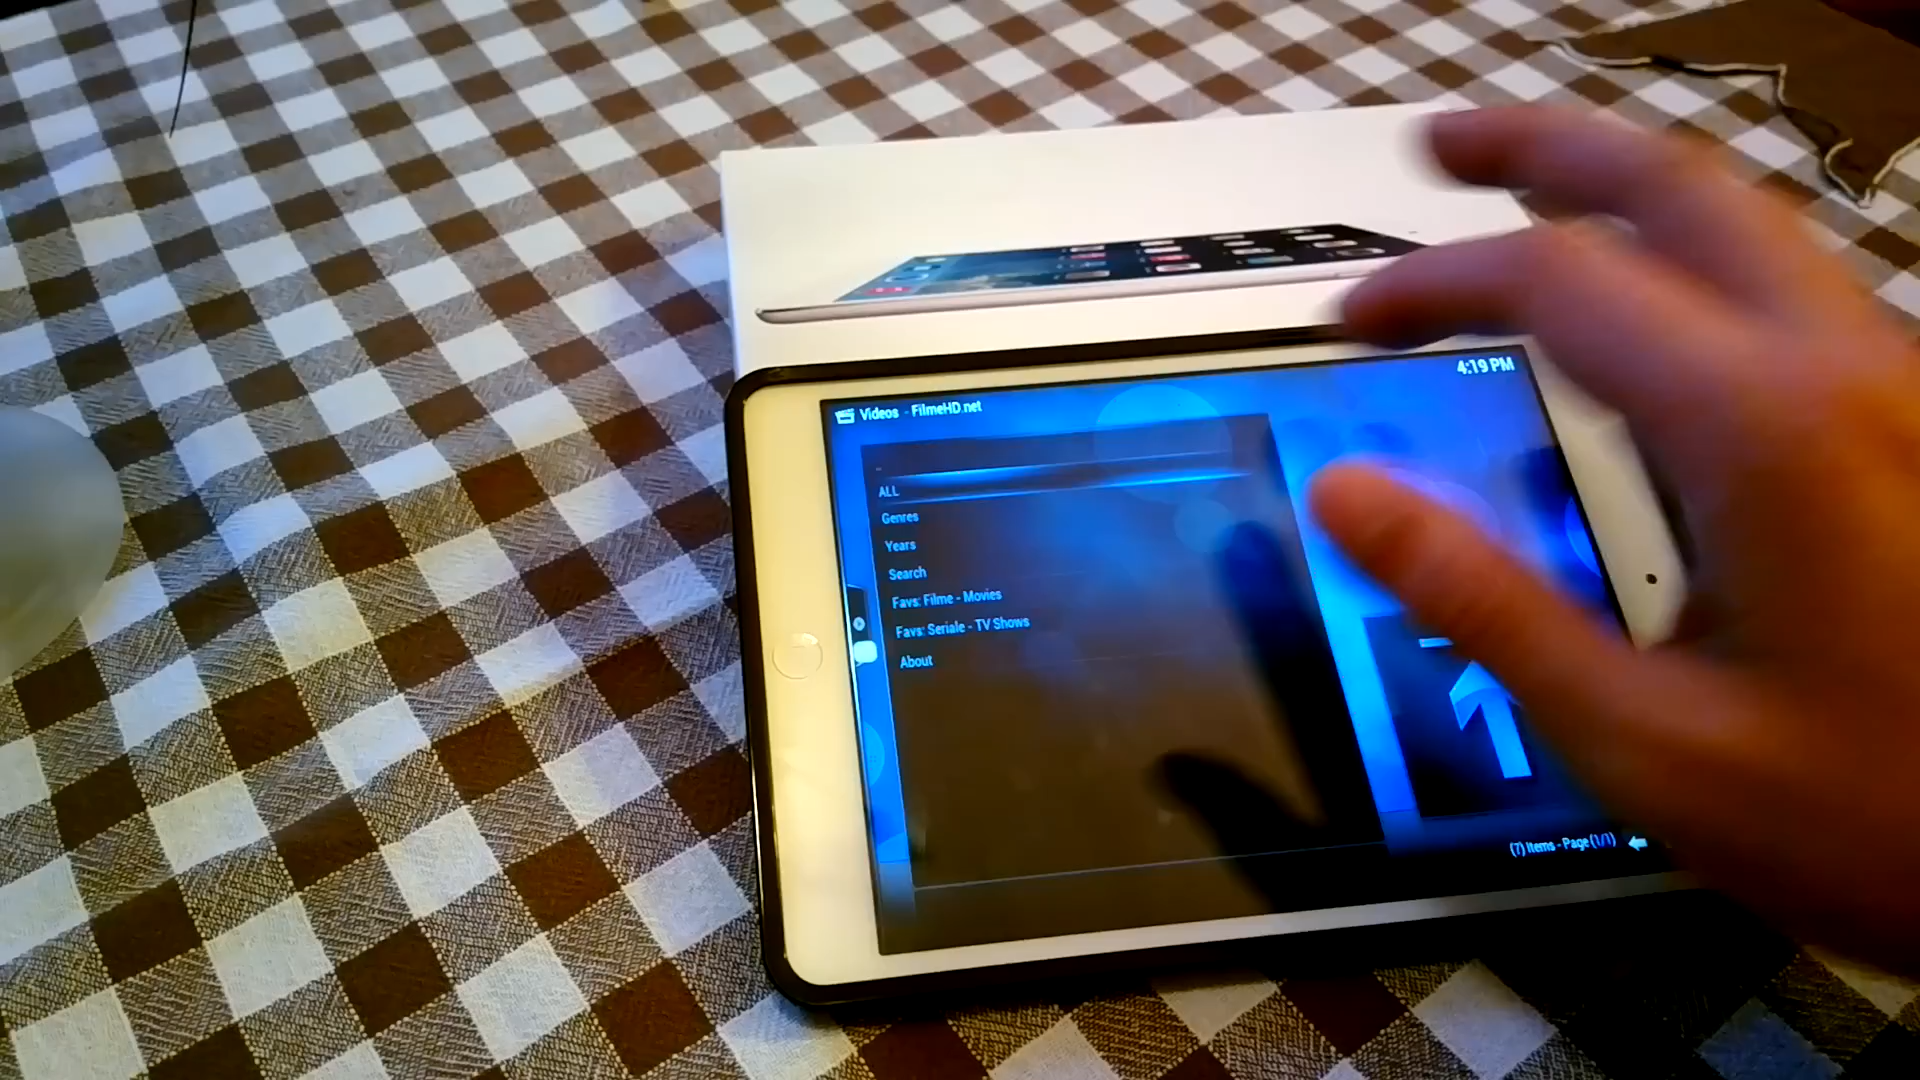 4:19 PM
Videos - FilmeHD.net
..
ALL
Genres
Years
Search
Favs: Filme - Movies
Favs: Seriale - TV Shows
About
(7) Items - Page (1/1)